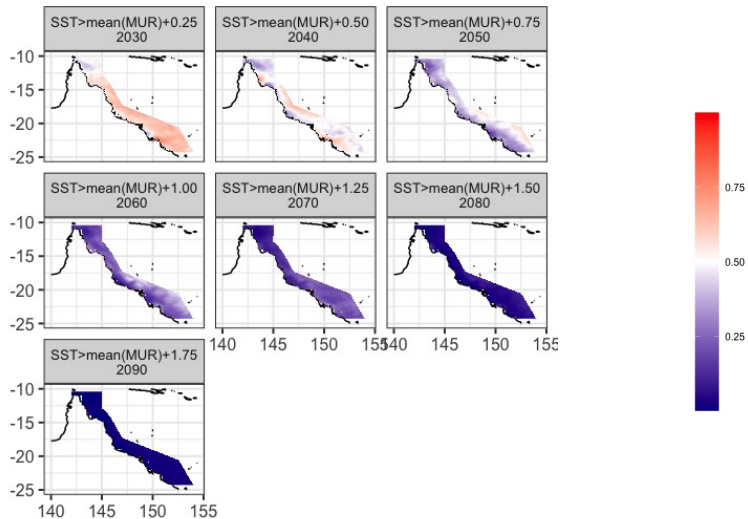 SST>mean(MUR)+0.25
2030
SST>mean(MUR)+0.50
2040
SST>mean(MUR)+0.75
2050
-10
-15
-20
-25
0.75
0.50
0.25
SST>mean(MUR)+1.00
2060
SST>mean(MUR)+1.25
2070
SST>mean(MUR)+1.50
2080
-10
-15
-20
-25
140 145 150 155
140 145 150 155
SST>mean(MUR)+1.75
2090
-10
-15
-20
-25
140 145 150 155